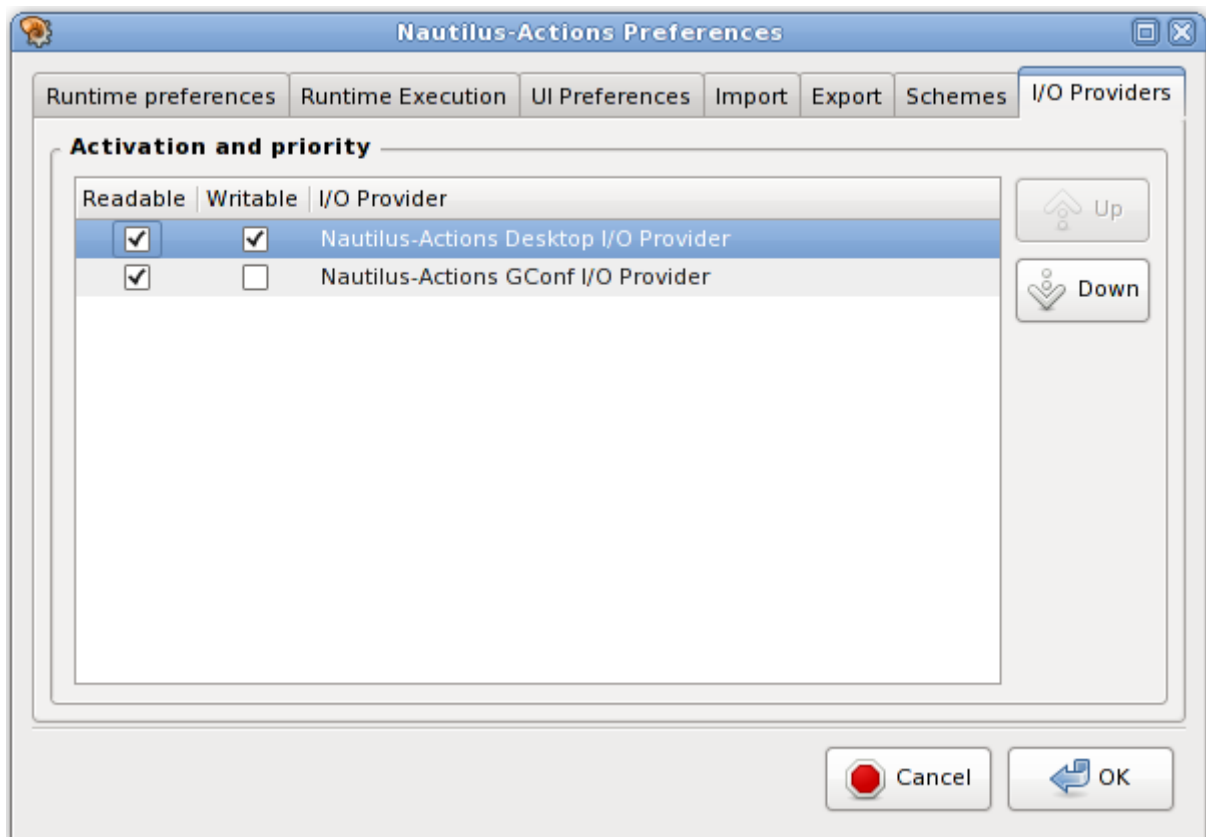 Nautilus-Actions Preferences
Runtime preferences Runtime Execution UI Preferences Import Export Schemes I/O Providers
Activation and priority
Readable Writable I/O Provider
Nautilus-Actions Desktop I/O Provider
Nautilus-Actions GConf I/O Provider
Up
Down
Cancel OK